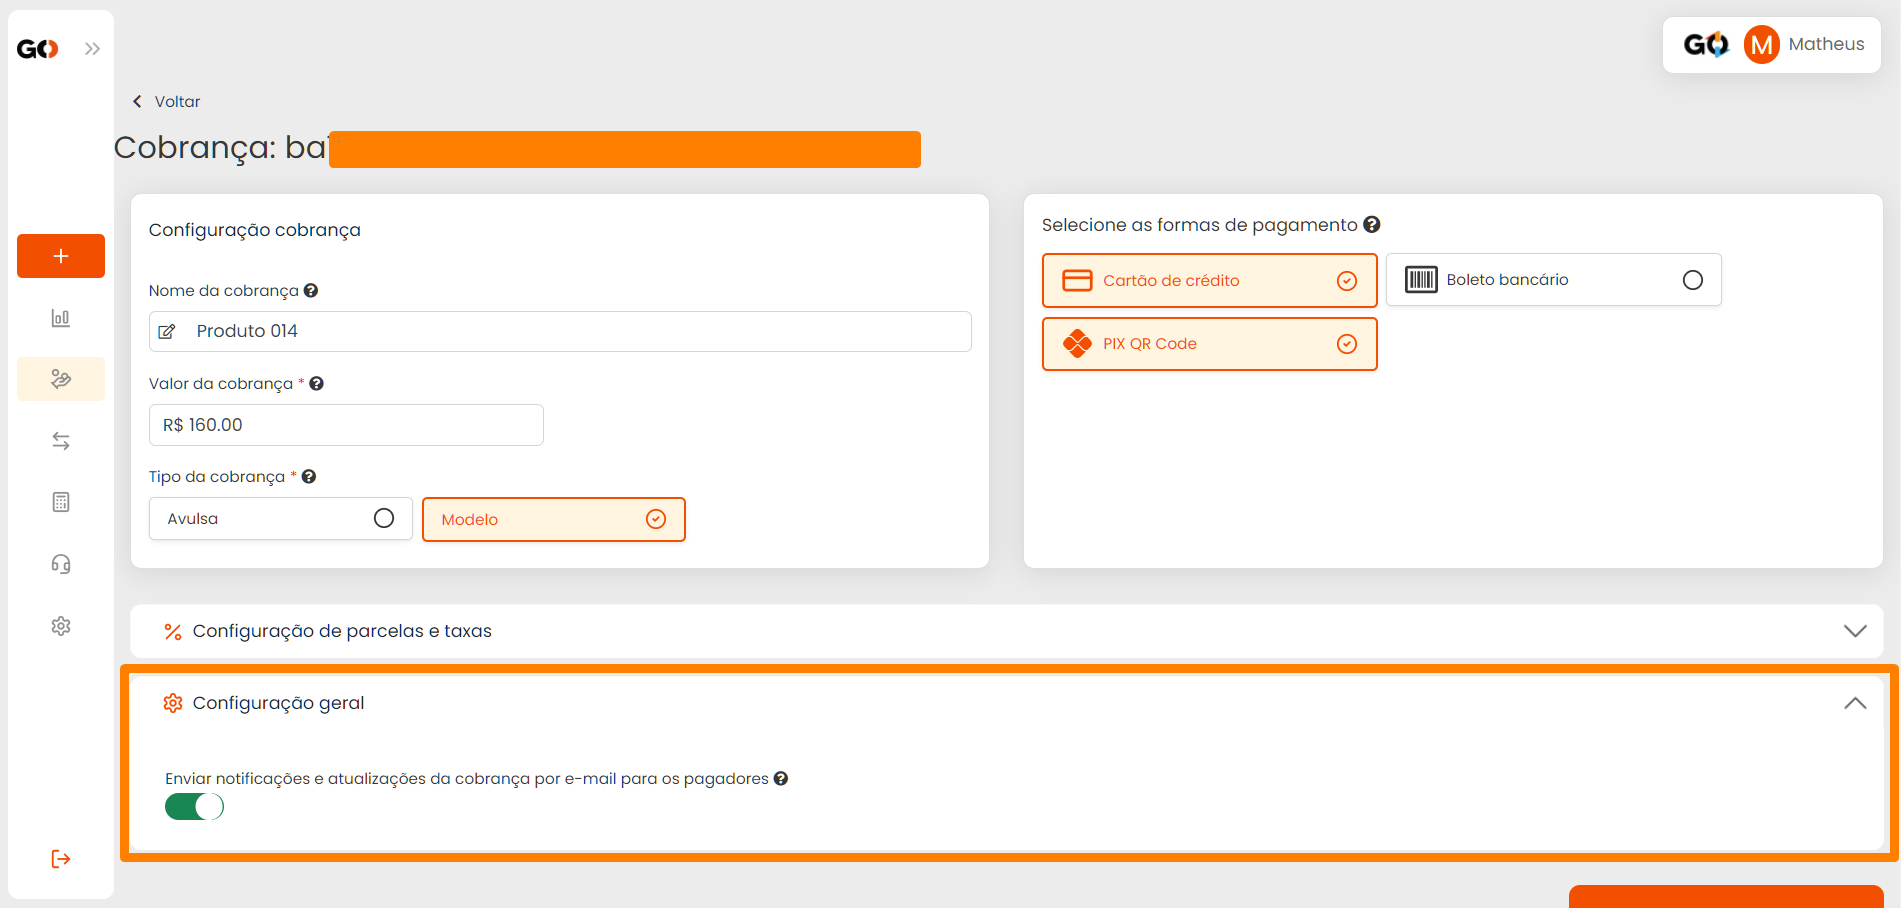 GO
GO M Matheus
Voltar
Cobrança:
Configuração cobrança
Nome da cobrança
Produto 014
Valor da cobrança *
R$ 160.00
Tipo da cobrança *
Avulsa
Modelo
Selecione as formas de pagamento
Cartão de crédito
Boleto bancário
PIX QR Code
Configuração de parcelas e taxas
Configuração geral
Enviar notificações e atualizações da cobrança por e-mail para os pagadores